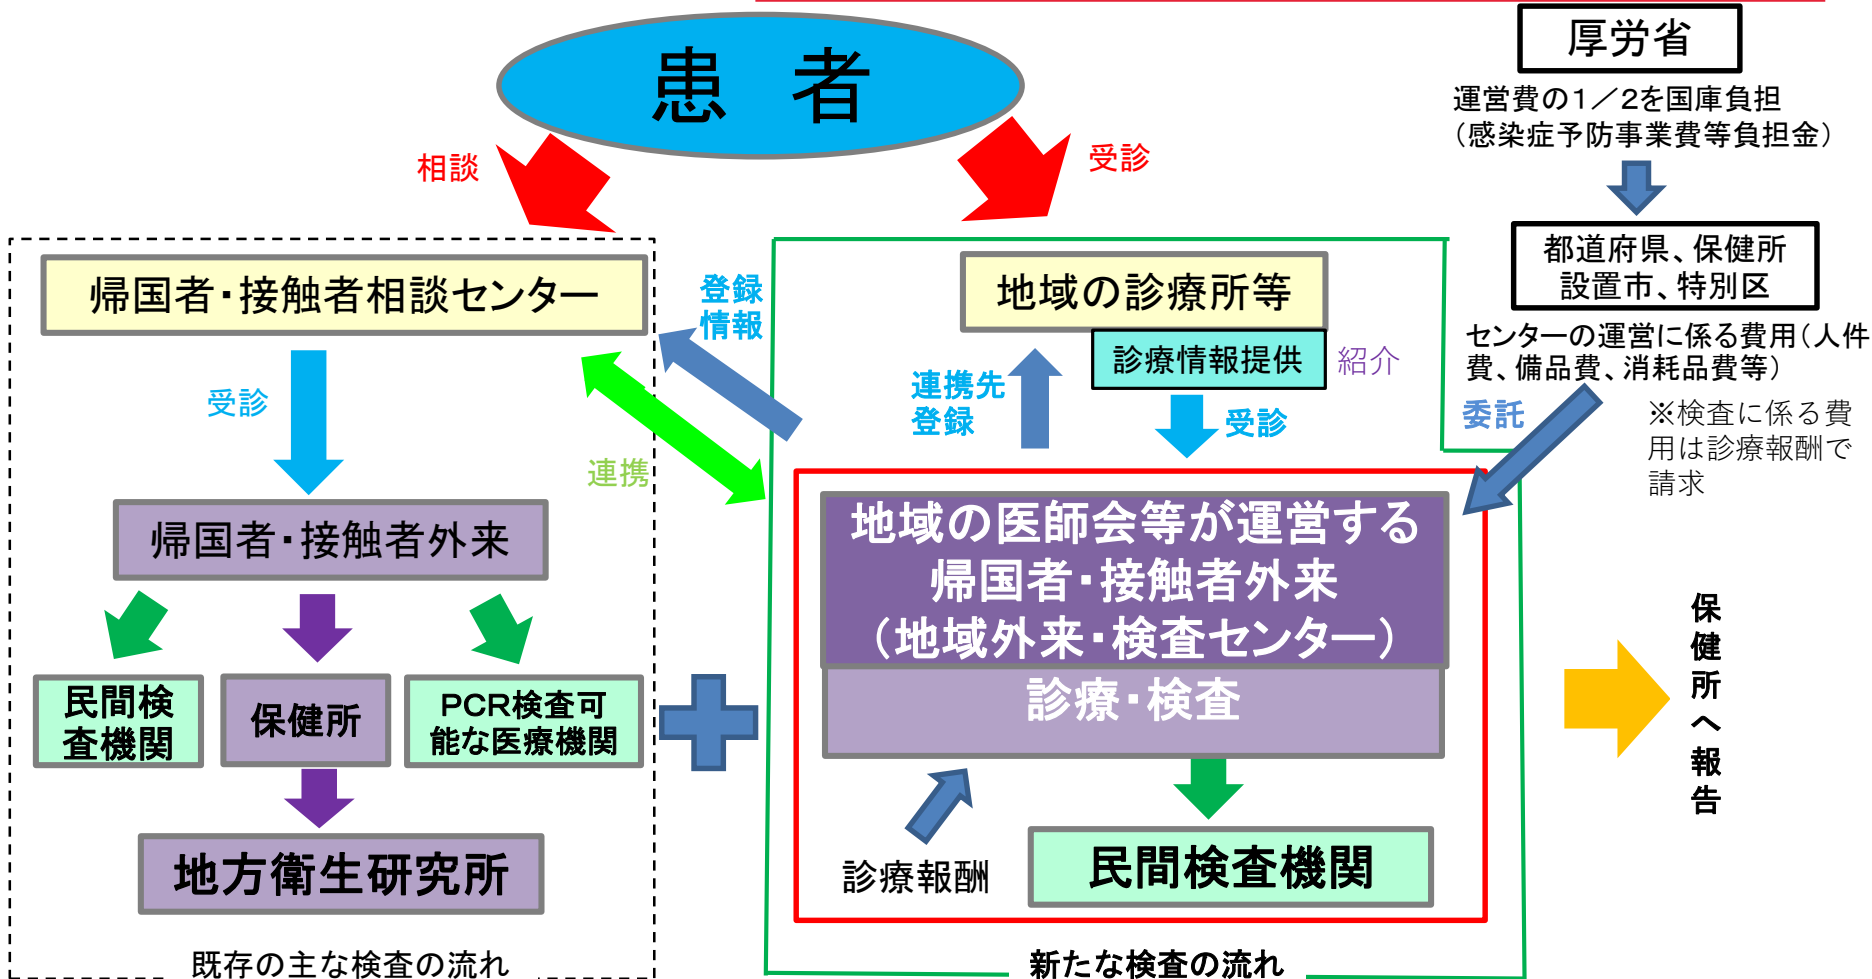 患　者
厚労省
運営費の１／２を国庫負担
（感染症予防事業費等負担金）
相談
受診
都道府県、保健所
設置市、特別区
帰国者・接触者相談センター
登録
情報
地域の診療所等
診療情報提供
紹介
センターの運営に係る費用（人件
費、備品費、消耗品費等）
受診
連携先
登録
受診
委託
※検査に係る費
用は診療報酬で
請求
連携
帰国者・接触者外来
地域の医師会等が運営する
帰国者・接触者外来
（地域外来・検査センター）
診療・検査
民間検
査機関
保健所
PCR検査可
能な医療機関
保健所へ報告
地方衛生研究所
診療報酬
民間検査機関
既存の主な検査の流れ
新たな検査の流れ